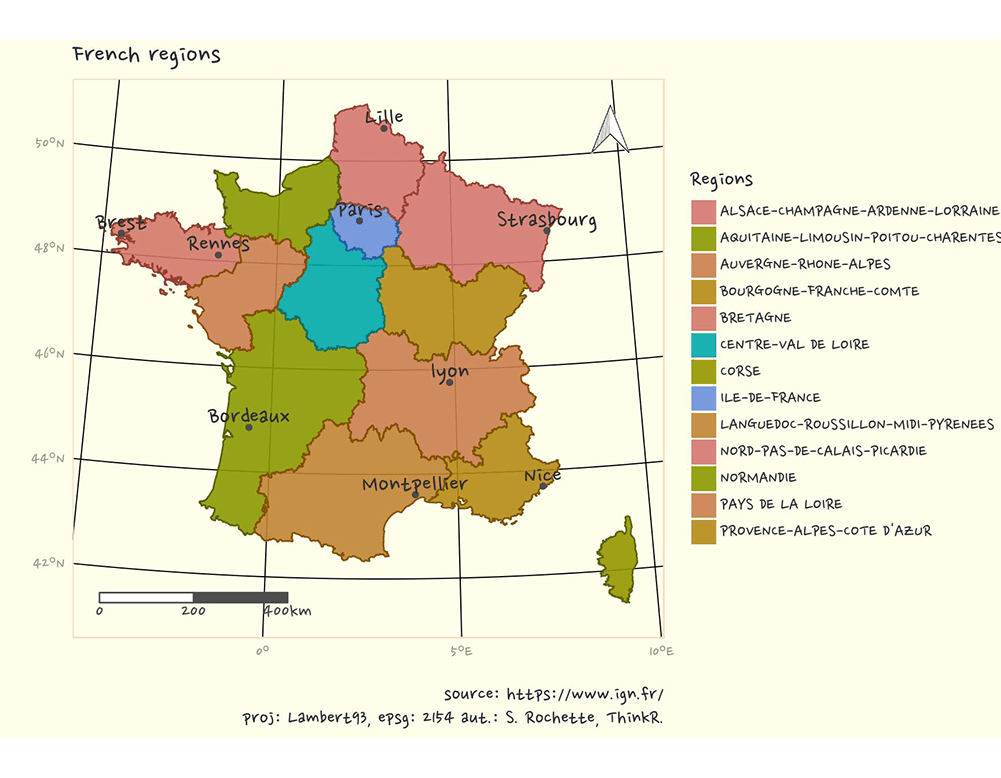 French regions
50°N
48°N
46°N
44°N
42°N
Lille
Paris
Strasbourg
Brest
Rennes
lyon
Bordeaux
Montpellier
Nice
0
200
400km
0°
5°E
10°E
Regions
ALSACE-CHAMPAGNE-ARDENNE-LORRAINE
AQUITAINE-LIMOUSIN-POITOU-CHARENTES
AUVERGNE-RHONE-ALPES
BOURGOGNE-FRANCHE-COMTE
BRETAGNE
CENTRE-VAL DE LOIRE
CORSE
ILE-DE-FRANCE
LANGUEDOC-ROUSSILLON-MIDI-PYRENEES
NORD-PAS-DE-CALAIS-PICARDIE
NORMANDIE
PAYS DE LA LOIRE
PROVENCE-ALPES-COTE D'AZUR
source: https://www.ign.fr/
proj: Lambert93, epsg: 2154 aut.: S. Rochette, ThinkR.